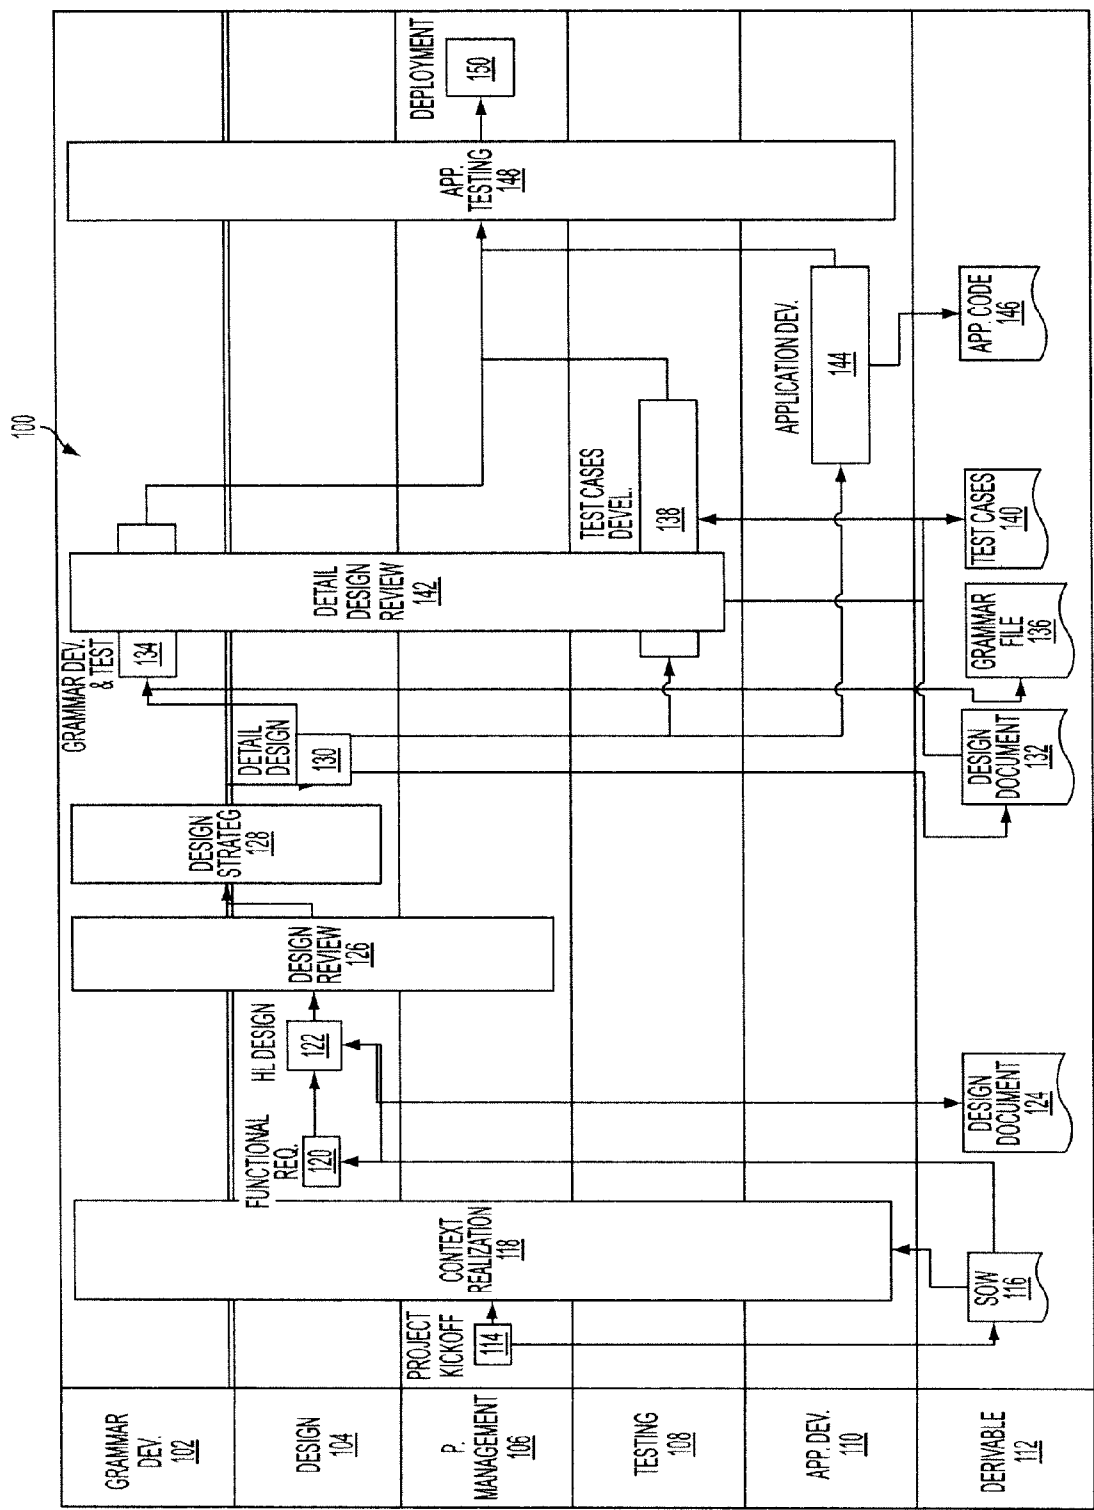 100
GRAMMAR
DEV.
102
DESIGN
104
P.
MANAGEMENT
106
TESTING
108
APP. DEV.
110
DERIVABLE
112
PROJECT
KICKOFF
114
SOW
116
CONTEXT
REALIZATION
118
FUNCTIONAL
REQ.
120
HL DESIGN
122
DESIGN
DOCUMENT
124
DESIGN
REVIEW
126
DESIGN
STRATEG
128
DETAIL
DESIGN
130
DESIGN
DOCUMENT
132
GRAMMAR DEV.
& TEST
134
GRAMMAR
FILE
136
TEST CASES
DEVEL.
138
TEST CASES
140
DETAIL
DESIGN
REVIEW
142
APPLICATION DEV.
144
APP. CODE
146
APP.
TESTING
148
DEPLOYMENT
150